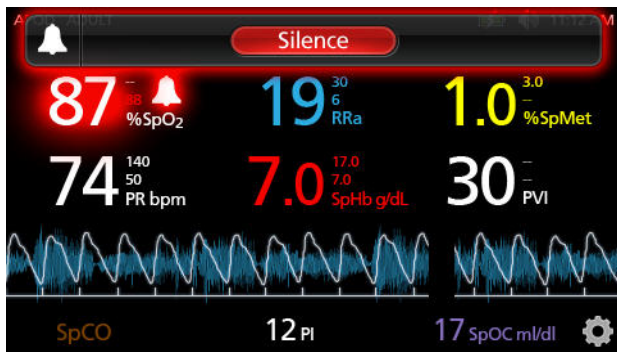 APOD ADULT 11:12 AM
Silence
87 -- 88 %SpO₂
19 30 6 RRa
1.0 3.0 -- %SpMet
74 140 50 PR bpm
7.0 17.0 7.0 SpHb g/dL
30 -- -- PVI
SpCO 12 PI 17 SpOC ml/dl